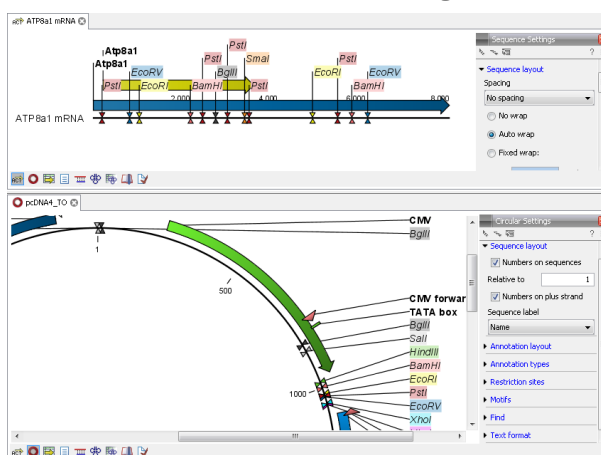 ATP8a1 mRNA
Atp8a1
Atp8a1
PstI
EcoRV
EcoRI
BamHI
PstI
BglII
PstI
SmaI
PstI
EcoRI
PstI
BamHI
EcoRV
2,000
4,000
6,000
8,000
ATP8a1 mRNA
Sequence Settings
?
Sequence layout
Spacing
No spacing
No wrap
Auto wrap
Fixed wrap:
pcDNA4_TO
1
500
1000
CMV
BglII
CMV forwar
TATA box
BglII
SalI
HindIII
BamHI
EcoRI
PstI
EcoRV
XhoI
Circular Settings
?
Sequence layout
Numbers on sequences
Relative to
1
Numbers on plus strand
Sequence label
Name
Annotation layout
Annotation types
Restriction sites
Motifs
Find
Text format